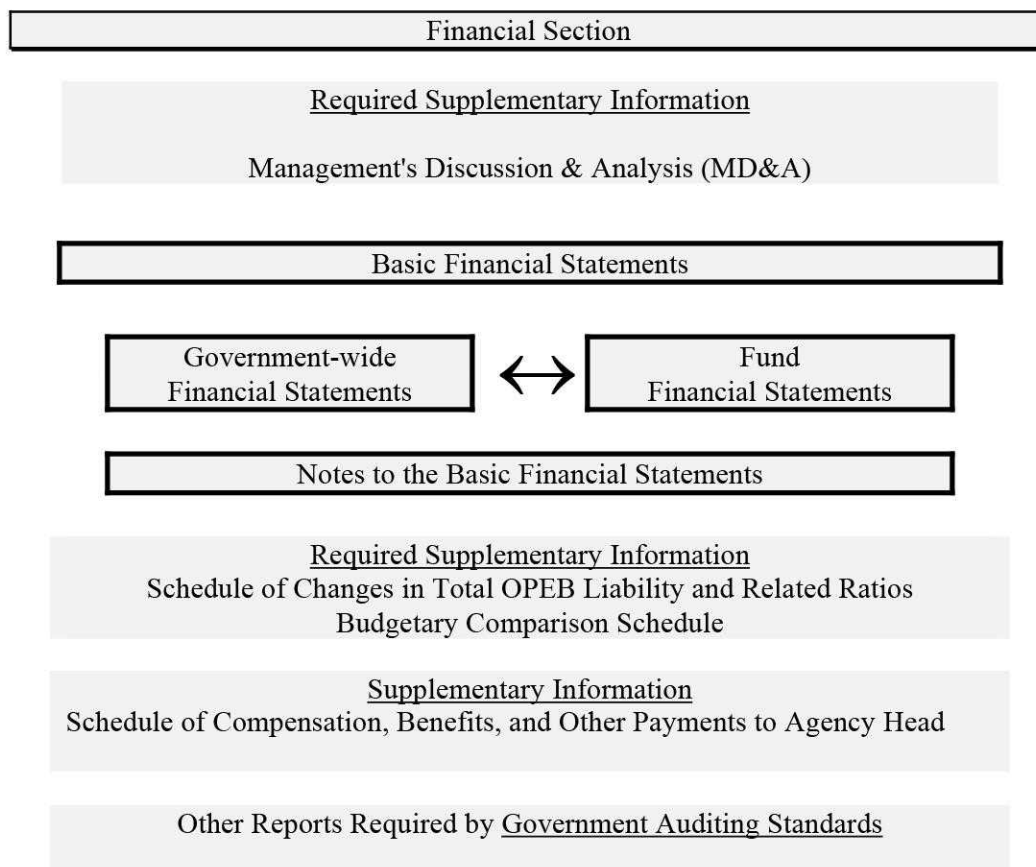 Financial Section
Required Supplementary Information
Management's Discussion & Analysis (MD&A)
Basic Financial Statements
Government-wide
Financial Statements
Fund
Financial Statements
Notes to the Basic Financial Statements
Required Supplementary Information
Schedule of Changes in Total OPEB Liability and Related Ratios
Budgetary Comparison Schedule
Supplementary Information
Schedule of Compensation, Benefits, and Other Payments to Agency Head
Other Reports Required by Government Auditing Standards